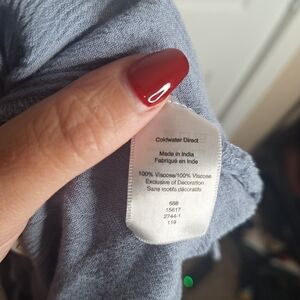 Coldwater Direct
Made in India
Fabriqué en Inde
100% Viscose/100% Viscose
Exclusive of Decoration
Sans motifs décoratifs
688
15617
2744-1
119